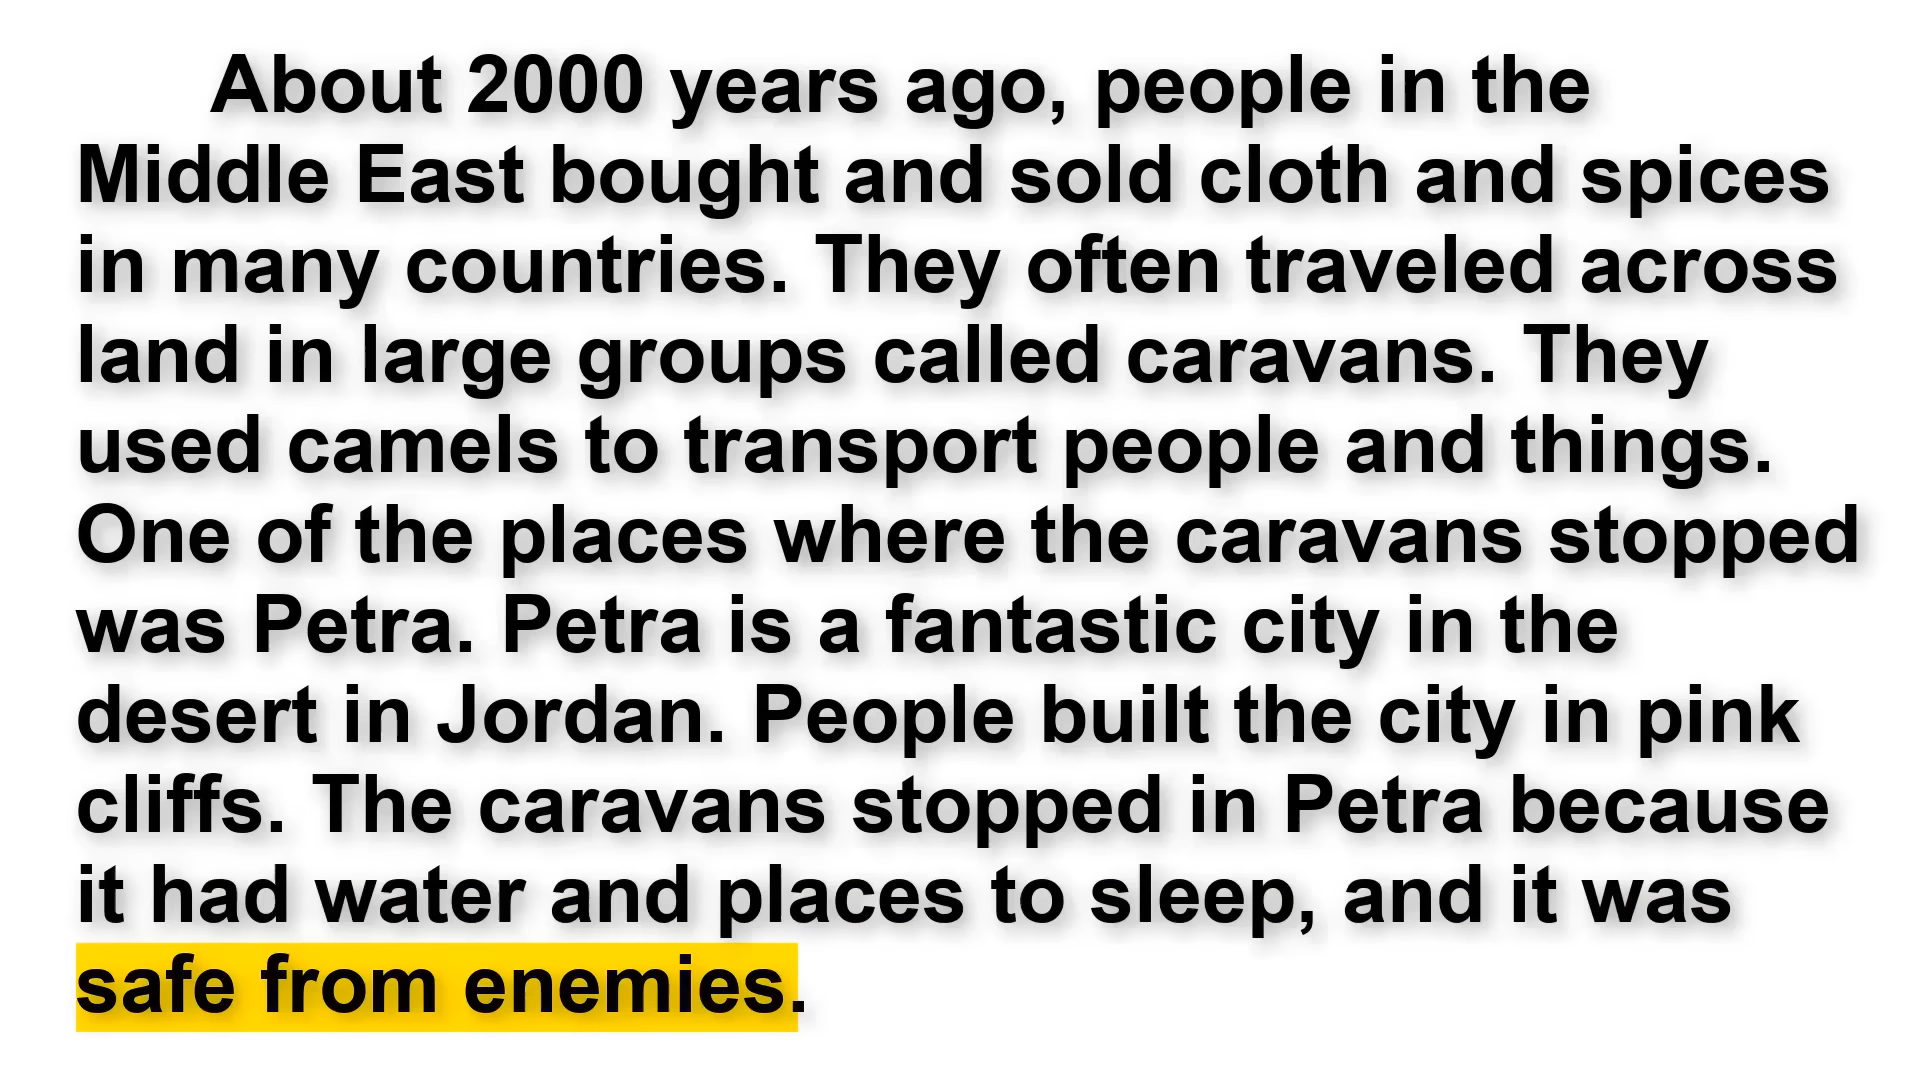 About 2000 years ago, people in the
Middle East bought and sold cloth and spices
in many countries. They often traveled across
land in large groups called caravans. They
used camels to transport people and things.
One of the places where the caravans stopped
was Petra. Petra is a fantastic city in the
desert in Jordan. People built the city in pink
cliffs. The caravans stopped in Petra because
it had water and places to sleep, and it was
safe from enemies.